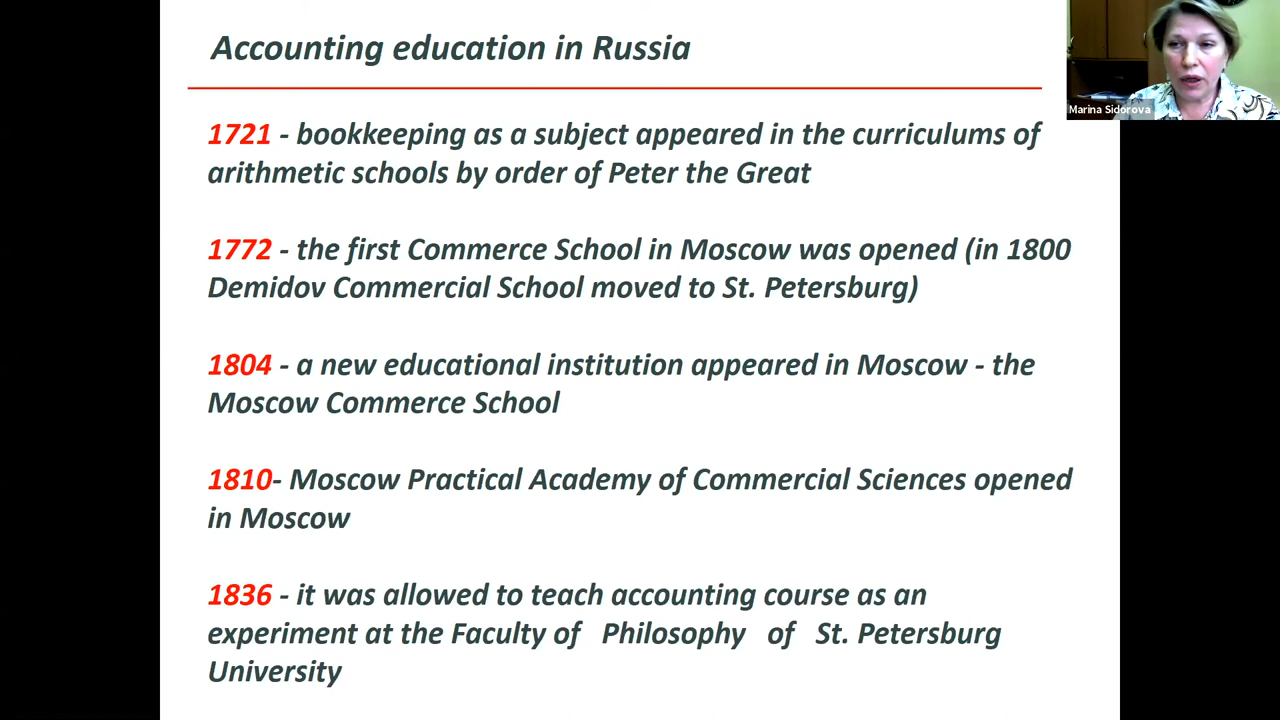 Accounting education in Russia
Marina Sidorova
1721 - bookkeeping as a subject appeared in the curriculums of
arithmetic schools by order of Peter the Great
1772 - the first Commerce School in Moscow was opened (in 1800
Demidov Commercial School moved to St. Petersburg)
1804 - a new educational institution appeared in Moscow - the
Moscow Commerce School
1810- Moscow Practical Academy of Commercial Sciences opened
in Moscow
1836 - it was allowed to teach accounting course as an
experiment at the Faculty of Philosophy of St. Petersburg
University